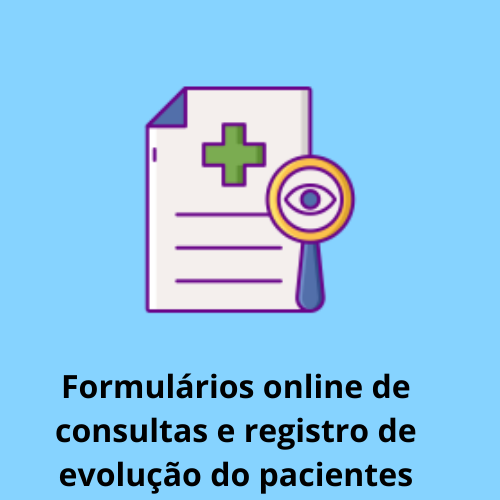 Formulários online de
consultas e registro de
evolução do pacientes